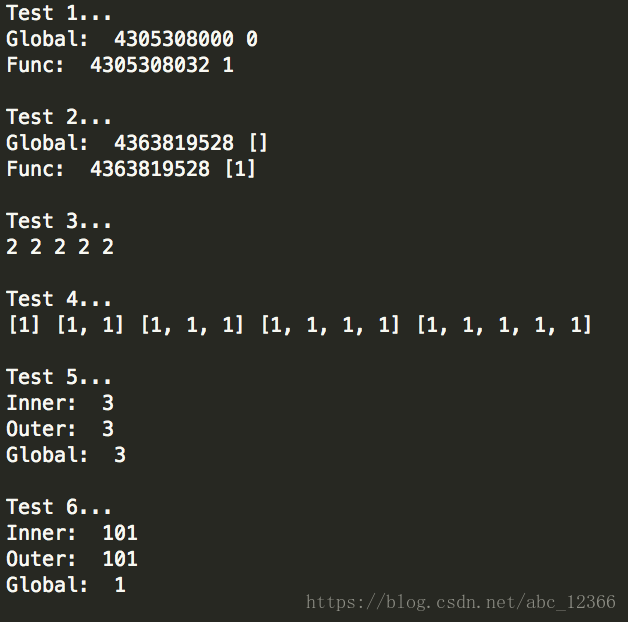 Test 1...
Global:  4305308000 0
Func:  4305308032 1
Test 2...
Global:  4363819528 []
Func:  4363819528 [1]
Test 3...
2 2 2 2 2
Test 4...
[1] [1, 1] [1, 1, 1] [1, 1, 1, 1] [1, 1, 1, 1, 1]
Test 5...
Inner:  3
Outer:  3
Global:  3
Test 6...
Inner:  101
Outer:  101
Global:  1
https://blog.csdn.net/abc_12366